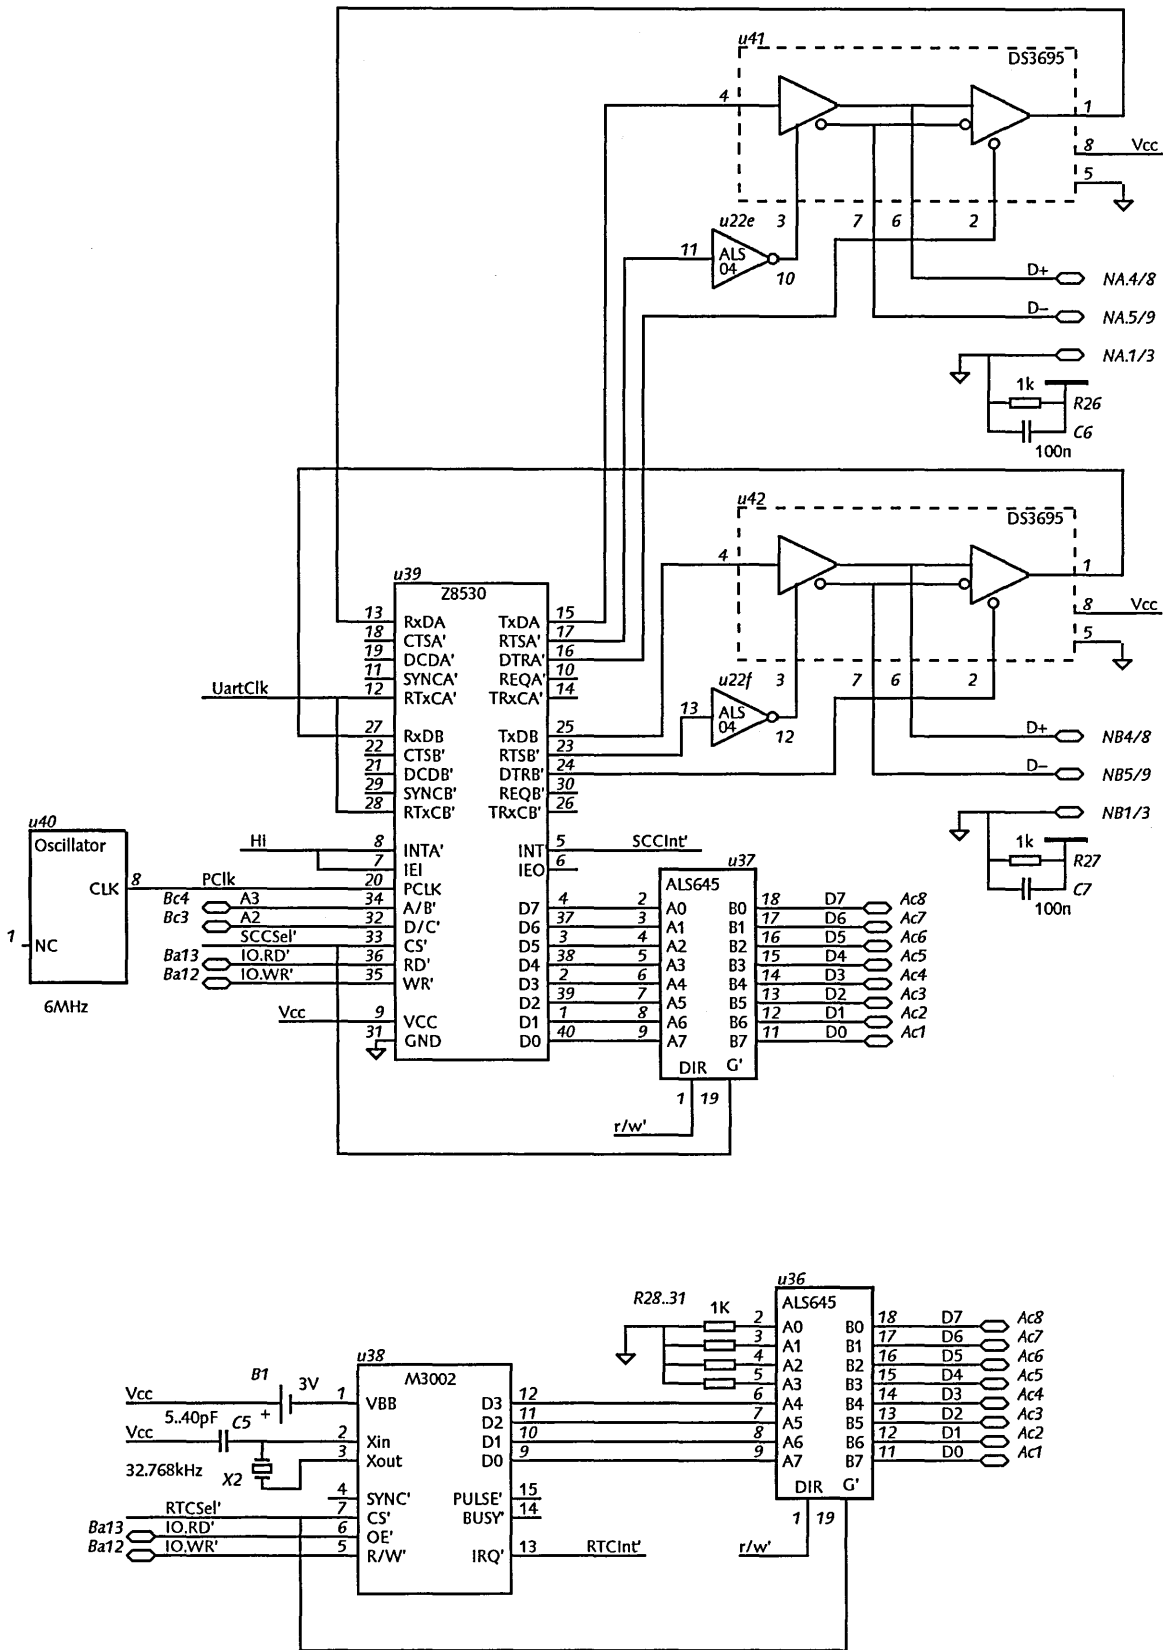 u41
DS3695
4
1
8 Vcc
5
u22e 3 7 6 2
11 ALS 04 10
D+ NA.4/8
D– NA.5/9
NA.1/3
1k R26
C6
100n
u42
DS3695
4
1
8 Vcc
5
u22f 3 7 6 2
13 ALS 04 12
D+ NB4/8
D– NB5/9
NB1/3
1k R27
C7
100n
u39
Z8530
13 RxDA TxDA 15
18 CTSA' RTSA' 17
19 DCDA' DTRA' 16
11 SYNCA' REQA' 10
UartClk 12 RTxCA' TRxCA' 14
27 RxDB TxDB 25
22 CTSB' RTSB' 23
21 DCDB' DTRB' 24
29 SYNCB' REQB' 30
28 RTxCB' TRxCB' 26
Hi 8 INTA' INT 5 SCCInt'
7 IEI IEO 6
PClk 20 PCLK
Bc4 A3 34 A/B' D7 4
Bc3 A2 32 D/C' D6 37
SCCSel' 33 CS' D5 3
Ba13 IO.RD' 36 RD' D4 38
Ba12 IO.WR' 35 WR' D3 2
D2 39
Vcc 9 VCC D1 1
31 GND D0 40
u40
Oscillator
CLK 8
1 NC
6MHz
u37
ALS645
2 A0 B0 18 D7 Ac8
3 A1 B1 17 D6 Ac7
4 A2 B2 16 D5 Ac6
5 A3 B3 15 D4 Ac5
6 A4 B4 14 D3 Ac4
7 A5 B5 13 D2 Ac3
8 A6 B6 12 D1 Ac2
9 A7 B7 11 D0 Ac1
DIR G'
1 19
r/w'
u36
ALS645
R28..31 1K
2 A0 B0 18 D7 Ac8
3 A1 B1 17 D6 Ac7
4 A2 B2 16 D5 Ac6
5 A3 B3 15 D4 Ac5
6 A4 B4 14 D3 Ac4
7 A5 B5 13 D2 Ac3
8 A6 B6 12 D1 Ac2
9 A7 B7 11 D0 Ac1
DIR G'
1 19
r/w'
u38
M3002
Vcc B1 + 3V 1 VBB D3 12
D2 11
Vcc 5..40pF C5 2 Xin D1 10
32.768kHz X2 3 Xout D0 9
4 SYNC' PULSE' 15
RTCSel' 7 CS' BUSY' 14
Ba13 IO.RD' 6 OE'
Ba12 IO.WR' 5 R/W' IRQ' 13 RTCInt'